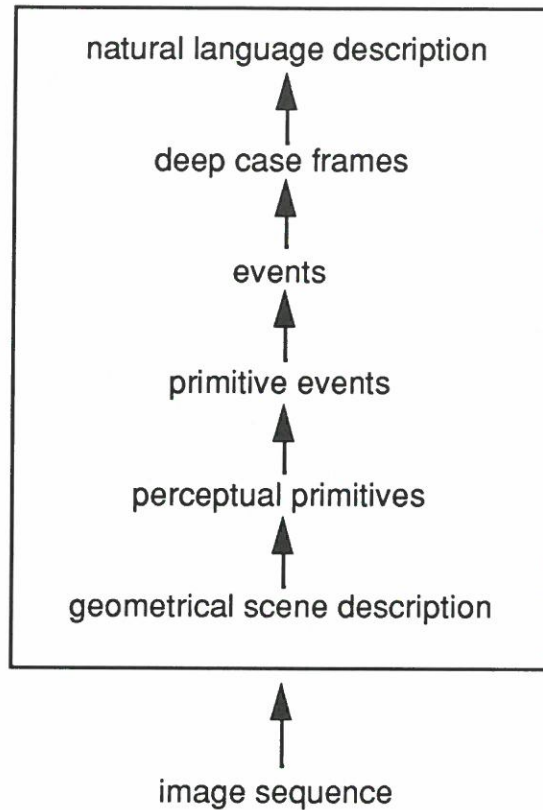 natural language description
deep case frames
events
primitive events
perceptual primitives
geometrical scene description
image sequence